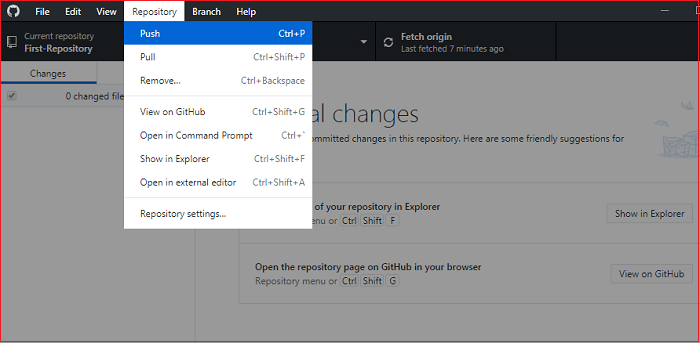 File Edit View Repository Branch Help
Current repository
First-Repository
Fetch origin
Last fetched 7 minutes ago
Push Ctrl+P
Pull Ctrl+Shift+P
Remove... Ctrl+Backspace
View on GitHub Ctrl+Shift+G
Open in Command Prompt Ctrl+`
Show in Explorer Ctrl+Shift+F
Open in external editor Ctrl+Shift+A
Repository settings...
Changes
0 changed file
changes
committed changes in this repository. Here are some friendly suggestions for
of your repository in Explorer
menu or Ctrl Shift F
Show in Explorer
Open the repository page on GitHub in your browser
Repository menu or Ctrl Shift G
View on GitHub